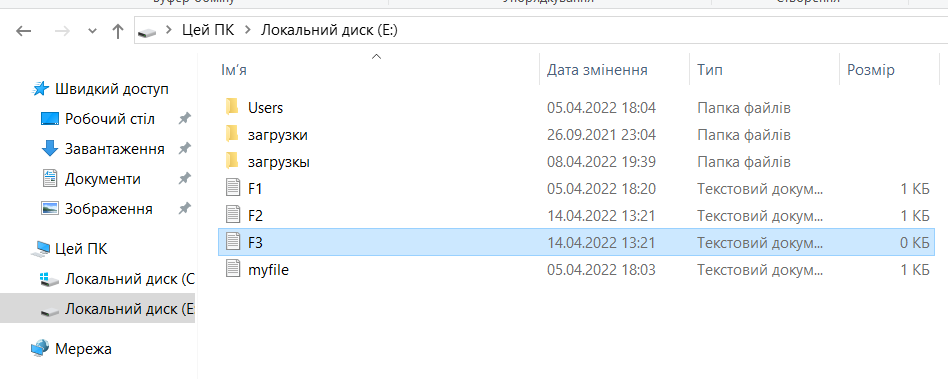 Буфер обміну Упорядкування Створення
Цей ПК Локальний диск (E:)
Ім'я Дата змінення Тип Розмір
Швидкий доступ
Робочий стіл
Завантаження
Документи
Зображення
Цей ПК
Локальний диск (C
Локальний диск (E
Мережа
Users 05.04.2022 18:04 Папка файлів
загрузки 26.09.2021 23:04 Папка файлів
загрузкы 08.04.2022 19:39 Папка файлів
F1 05.04.2022 18:20 Текстовий докум... 1 КБ
F2 14.04.2022 13:21 Текстовий докум... 1 КБ
F3 14.04.2022 13:21 Текстовий докум... 0 КБ
myfile 05.04.2022 18:03 Текстовий докум... 1 КБ